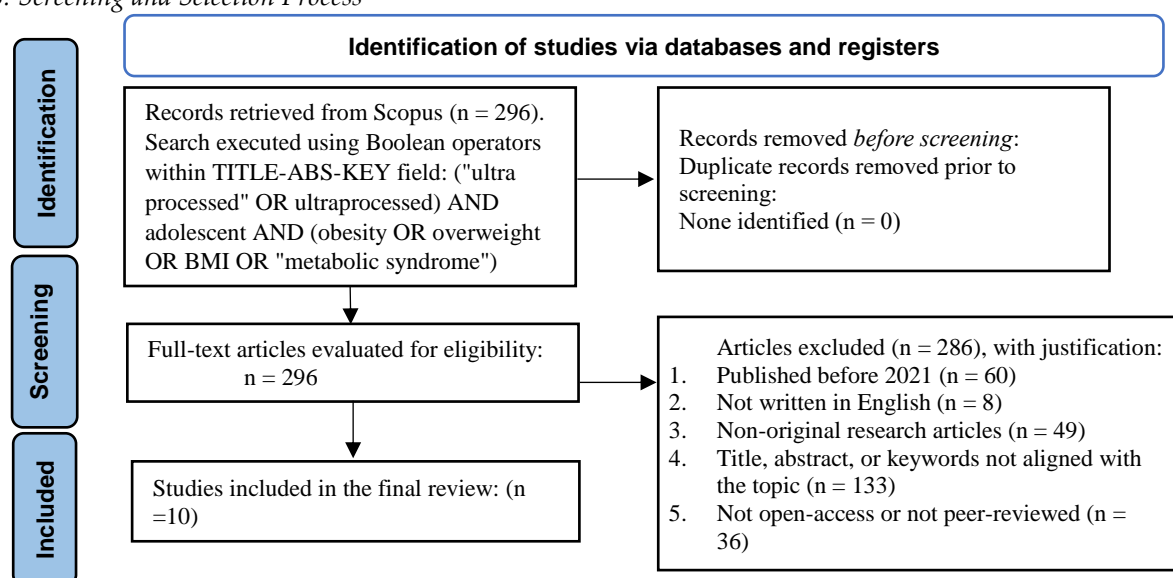 Screening and Selection Process
Identification of studies via databases and registers
Identification
Records retrieved from Scopus (n = 296).
Search executed using Boolean operators
within TITLE-ABS-KEY field: ("ultra
processed" OR ultraprocessed) AND
adolescent AND (obesity OR overweight
OR BMI OR "metabolic syndrome")
Records removed before screening:
Duplicate records removed prior to
screening:
None identified (n = 0)
Screening
Full-text articles evaluated for eligibility:
n = 296
Articles excluded (n = 286), with justification:
1. Published before 2021 (n = 60)
2. Not written in English (n = 8)
3. Non-original research articles (n = 49)
4. Title, abstract, or keywords not aligned with
the topic (n = 133)
5. Not open-access or not peer-reviewed (n =
36)
Included
Studies included in the final review: (n
=10)